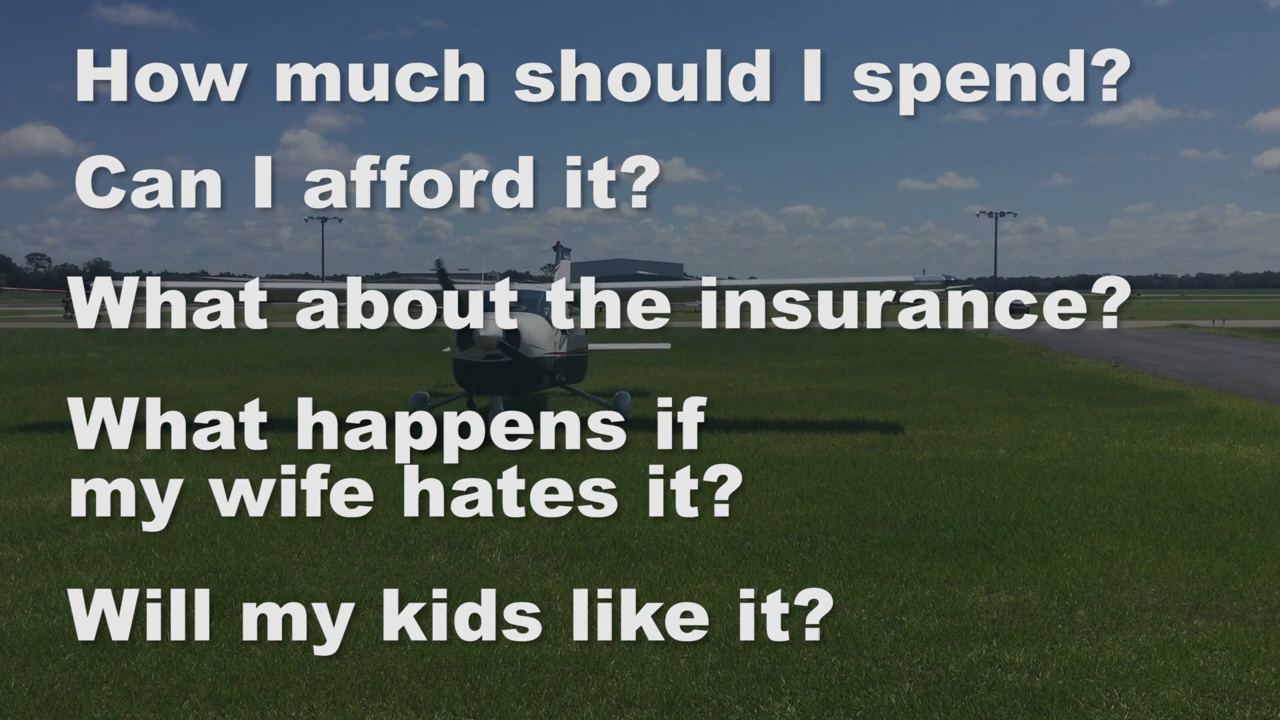 How much should I spend?
Can I afford it?
What about the insurance?
What happens if
my wife hates it?
Will my kids like it?